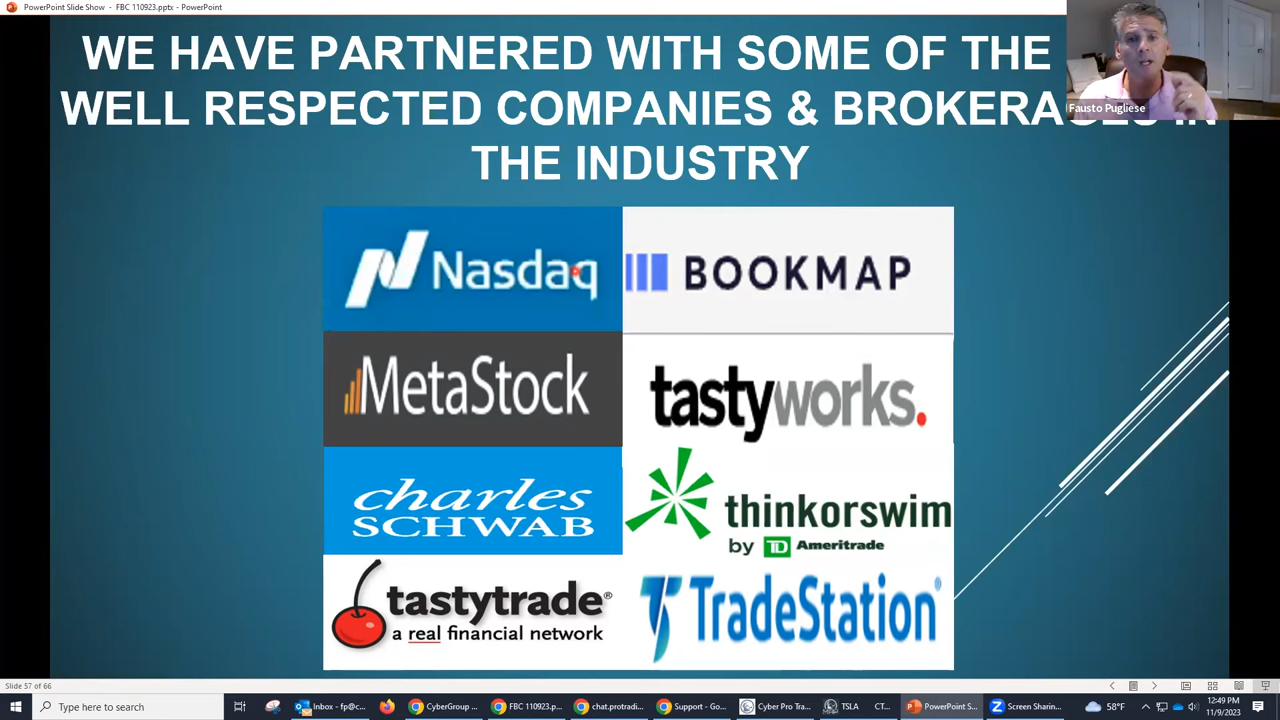 PowerPoint Slide Show - FBC 110923.pptx - PowerPoint
WE HAVE PARTNERED WITH SOME OF THE
WELL RESPECTED COMPANIES & BROKERAGES IN
THE INDUSTRY
Fausto Pugliese
Nasdaq
BOOKMAP
MetaStock
tastyworks.
charles
SCHWAB
thinkorswim
by TD Ameritrade
tastytrade®
a real financial network
TradeStation®
Slide 57 of 66
Type here to search
Inbox - fp@c...
CyberGroup ...
FBC 110923.p...
chat.protradi...
Support - Go...
Cyber Pro Tra...
TSLA CT...
PowerPoint S...
Screen Sharin...
58°F
12:49 PM
11/9/2023